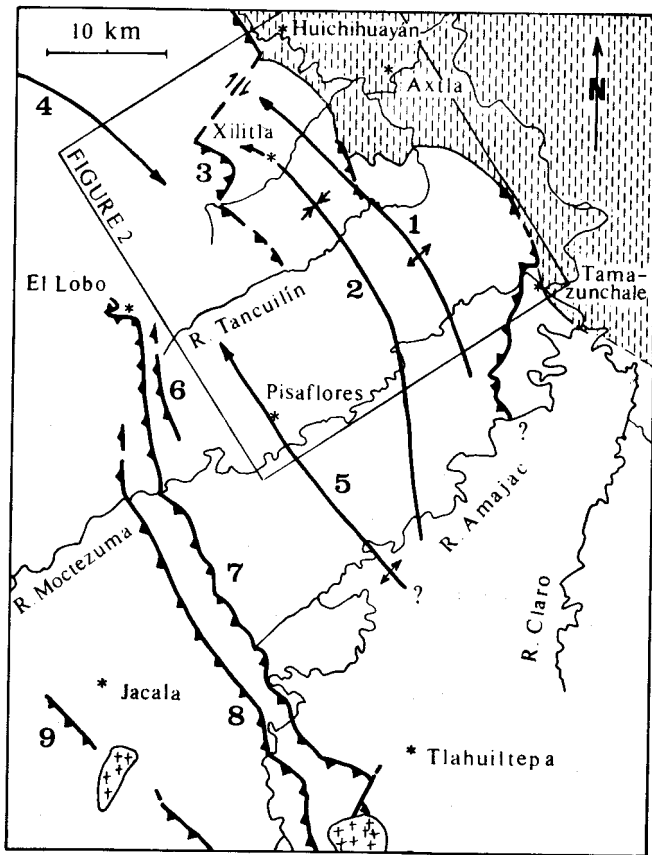 10 km
* Huichihuayán
* Axtla
N
4
Xilitla
*
3
FIGURE 2
1
2
El Lobo
*
R. Tancuilín
Tama-
* zunchale
6
Pisaflores
*
?
5
R. Amajac
R. Moctezuma
7
?
R. Claro
* Jacala
8
9
* Tlahuiltepa